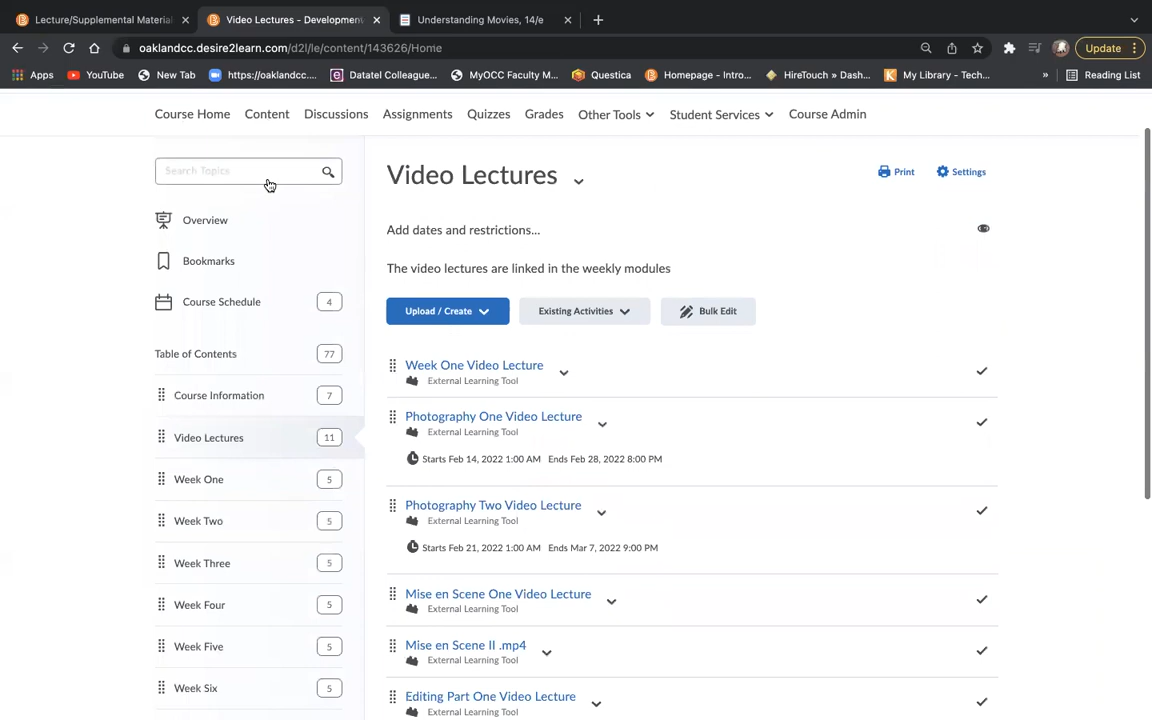 Lecture/Supplemental Material
Video Lectures - Development
Understanding Movies, 14/e
oaklandcc.desire2learn.com/d2l/le/content/143626/Home
Update
Apps
YouTube
New Tab
https://oaklandcc....
Datatel Colleague...
MyOCC Faculty M...
Questica
Homepage - Intro...
HireTouch » Dash...
My Library - Tech...
»
Reading List
Course Home
Content
Discussions
Assignments
Quizzes
Grades
Other Tools
Student Services
Course Admin
Search Topics
Overview
Bookmarks
Course Schedule
4
Table of Contents
77
Course Information
7
Video Lectures
11
Week One
5
Week Two
5
Week Three
5
Week Four
5
Week Five
5
Week Six
5
Video Lectures
Print
Settings
Add dates and restrictions...
The video lectures are linked in the weekly modules
Upload / Create
Existing Activities
Bulk Edit
Week One Video Lecture
External Learning Tool
Photography One Video Lecture
External Learning Tool
Starts Feb 14, 2022 1:00 AM Ends Feb 28, 2022 8:00 PM
Photography Two Video Lecture
External Learning Tool
Starts Feb 21, 2022 1:00 AM Ends Mar 7, 2022 9:00 PM
Mise en Scene One Video Lecture
External Learning Tool
Mise en Scene II .mp4
External Learning Tool
Editing Part One Video Lecture
External Learning Tool